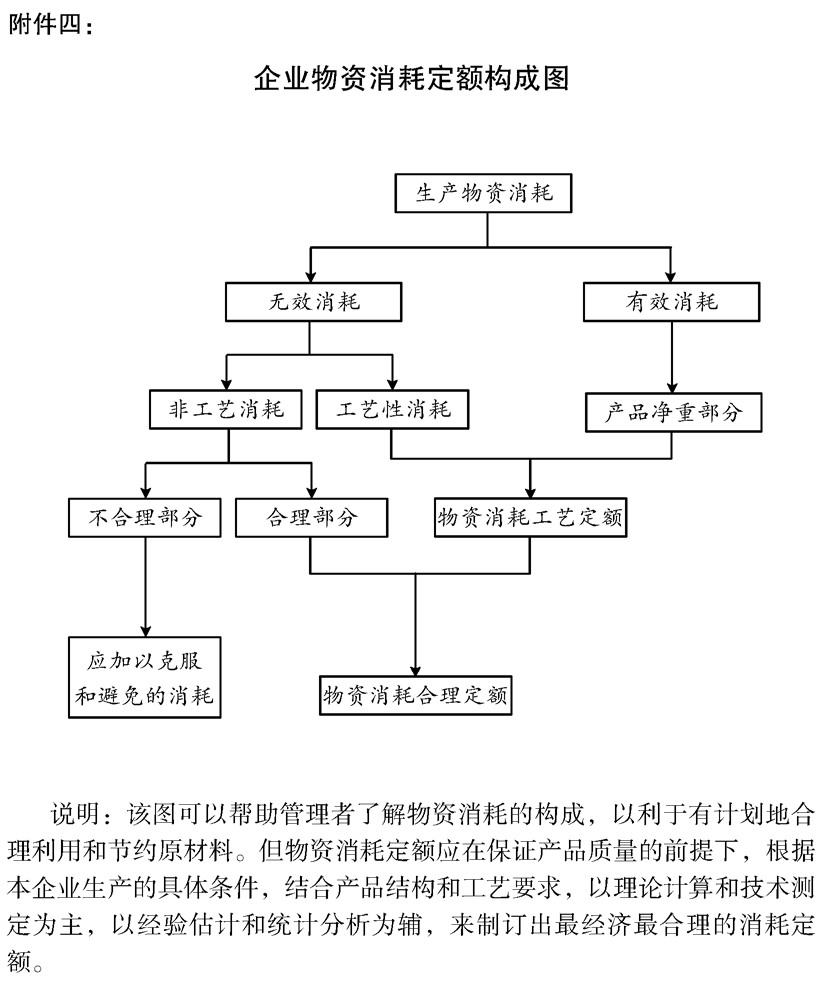 附件四：
企业物资消耗定额构成图
生产物资消耗
无效消耗
有效消耗
非工艺消耗
工艺性消耗
产品净重部分
不合理部分
合理部分
物资消耗工艺定额
应加以克服
和避免的消耗
物资消耗合理定额
说明：该图可以帮助管理者了解物资消耗的构成，以利于有计划地合
理利用和节约原材料。但物资消耗定额应在保证产品质量的前提下，根据
本企业生产的具体条件，结合产品结构和工艺要求，以理论计算和技术测
定为主，以经验估计和统计分析为辅，来制订出最经济最合理的消耗定
额。